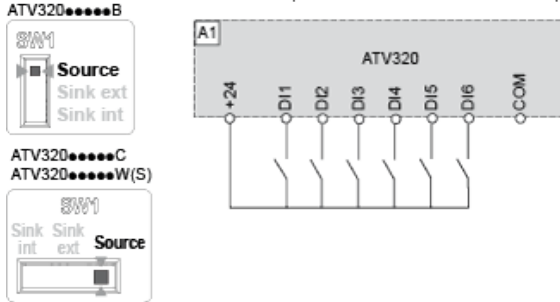 ATV320●●●●●B
SW1
Source
Sink ext
Sink int
ATV320●●●●●C
ATV320●●●●●W(S)
SW1
Sink int
Sink ext
Source
A1
ATV320
+24
DI1
DI2
DI3
DI4
DI5
DI6
COM